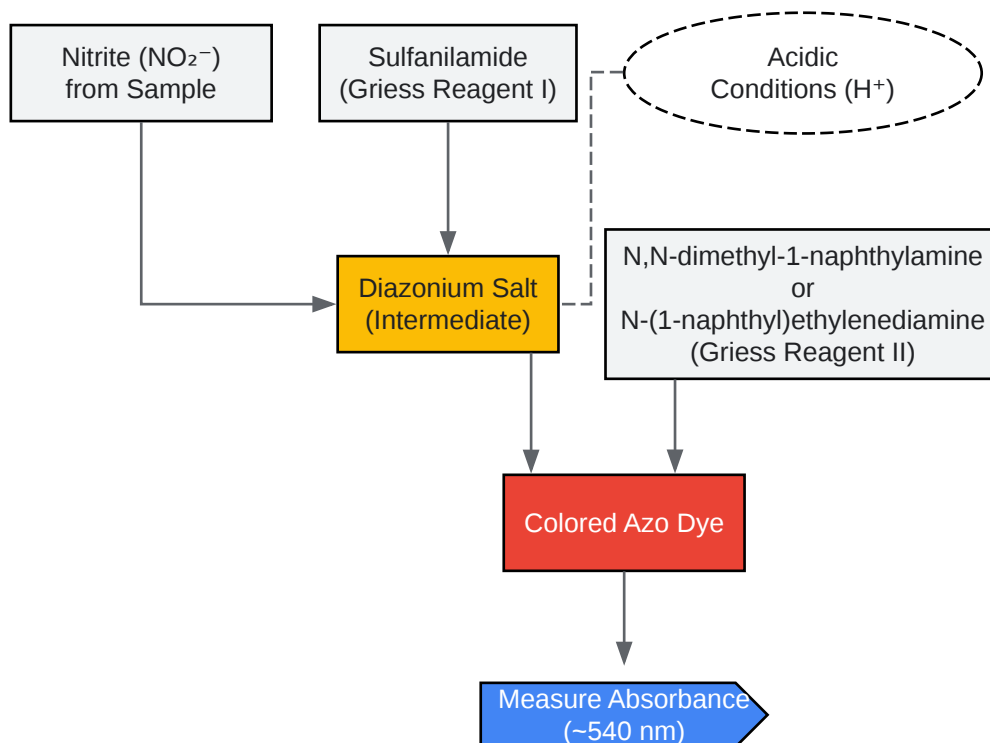 Nitrite (NO₂⁻)
from Sample
Sulfanilamide
(Griess Reagent I)
Acidic
Conditions (H⁺)
Diazonium Salt
(Intermediate)
N,N-dimethyl-1-naphthylamine
or
N-(1-naphthyl)ethylenediamine
(Griess Reagent II)
Colored Azo Dye
Measure Absorbance
(~540 nm)